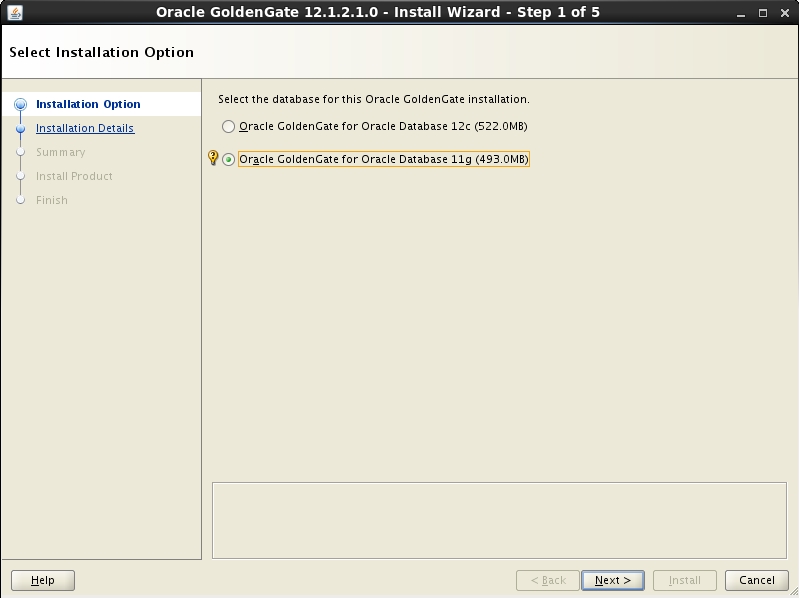 Oracle GoldenGate 12.1.2.1.0 - Install Wizard - Step 1 of 5
Select Installation Option
Installation Option
Installation Details
Summary
Install Product
Finish
Select the database for this Oracle GoldenGate installation.
Oracle GoldenGate for Oracle Database 12c (522.0MB)
Oracle GoldenGate for Oracle Database 11g (493.0MB)
Help
< Back
Next >
Install
Cancel